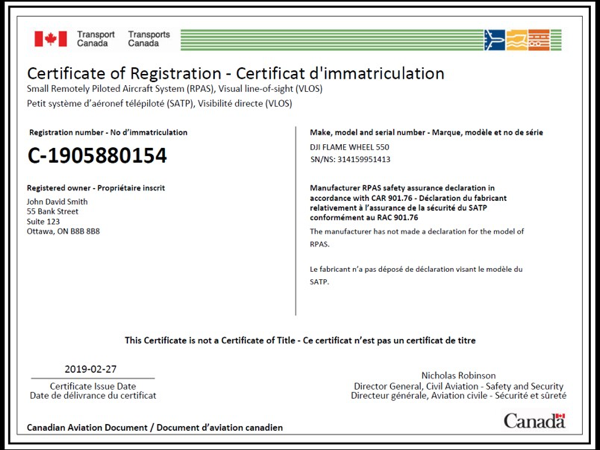 Transport Canada
Transports Canada
Certificate of Registration - Certificat d'immatriculation
Small Remotely Piloted Aircraft System (RPAS), Visual line-of-sight (VLOS)
Petit système d'aéronef télépiloté (SATP), Visibilité directe (VLOS)
Registration number - No d'immatriculation
C-1905880154
Registered owner - Propriétaire inscrit
John David Smith
55 Bank Street
Suite 123
Ottawa, ON B8B 8B8
Make, model and serial number - Marque, modèle et no de série
DJI FLAME WHEEL 550
SN/NS: 314159951413
Manufacturer RPAS safety assurance declaration in
accordance with CAR 901.76 - Déclaration du fabricant
relativement à l'assurance de la sécurité du SATP
conformément au RAC 901.76
The manufacturer has not made a declaration for the model of
RPAS.
Le fabricant n'a pas déposé de déclaration visant le modèle du
SATP.
This Certificate is not a Certificate of Title - Ce certificat n'est pas un certificat de titre
2019-02-27
Certificate Issue Date
Date de délivrance du certificat
Nicholas Robinson
Director General, Civil Aviation - Safety and Security
Directeur générale, Aviation civile - Sécurité et sûreté
Canadian Aviation Document / Document d'aviation canadien
Canada